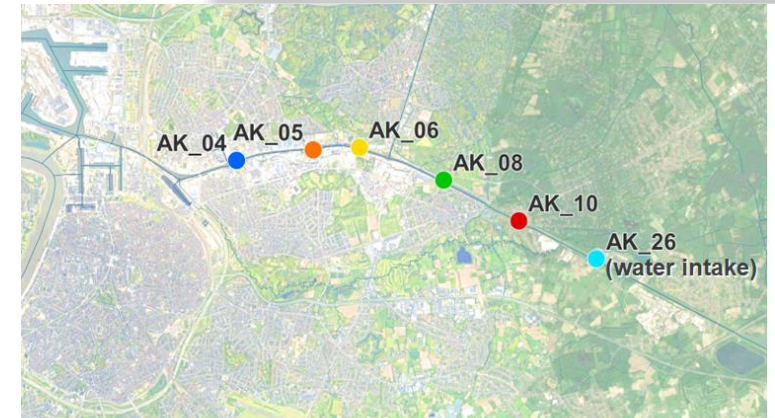 AK_04
AK_05
AK_06
AK_08
AK_10
AK_26
(water intake)